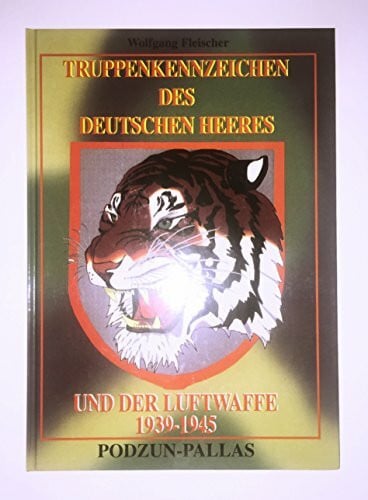 Wolfgang Fleischer
TRUPPENKENNZEICHEN
DES
DEUTSCHEN HEERES
UND DER LUFTWAFFE
1939-1945
PODZUN-PALLAS